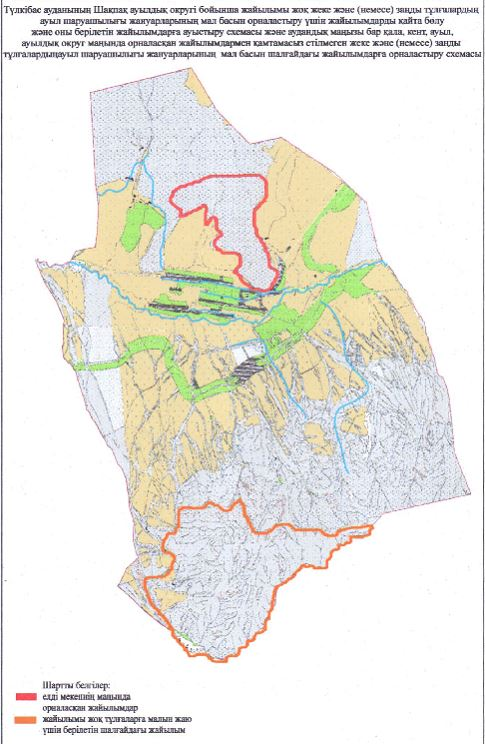 Түлкібас ауданының Шақпақ ауылдық округі бойынша жайылымы жоқ жеке және (немесе) заңды тұлғалардың
ауыл шаруашылығы жануарларының мал басын орналастыру үшін жайылымдарды қайта бөлу
және оны берілетін жайылымдарға ауыстыру схемасы және аудандық маңызы бар қала, кент, ауыл,
ауылдық округ маңында орналасқан жайылымдармен қамтамасыз етілмеген жеке және (немесе) заңды
тұлғалардыңауыл шаруашылығы жануарларының мал басын шалғайдағы жайылымдарға орналастыру схемасы
Шартты белгілер:
елді мекеннің маңында
орналасқан жайылымдар
жайылымы жоқ тұлғаларға малын жаю
үшін берілетін шалғайдағы жайылым